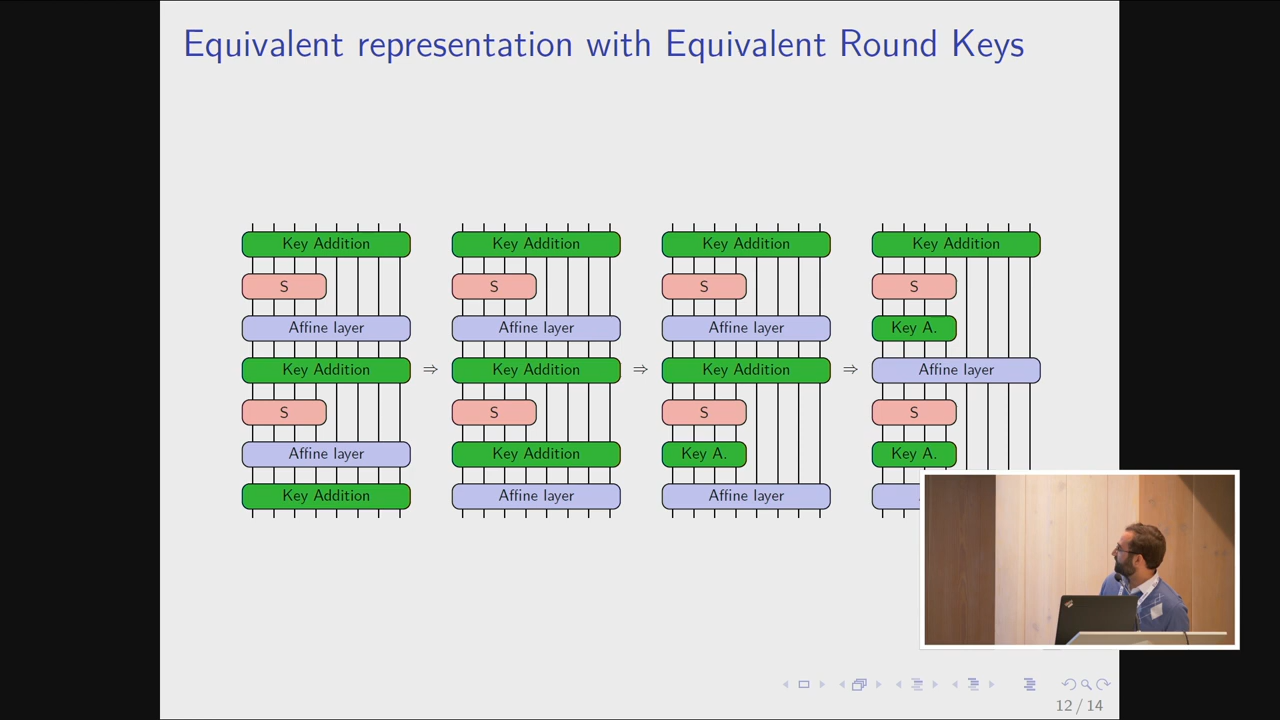 Equivalent representation with Equivalent Round Keys
Key Addition Key Addition Key Addition Key Addition
S S S S
Affine layer Affine layer Affine layer Key A.
Key Addition ⇒ Key Addition ⇒ Key Addition ⇒ Affine layer
S S S S
Affine layer Key Addition Key A. Key A.
Key Addition Affine layer Affine layer
12 / 14